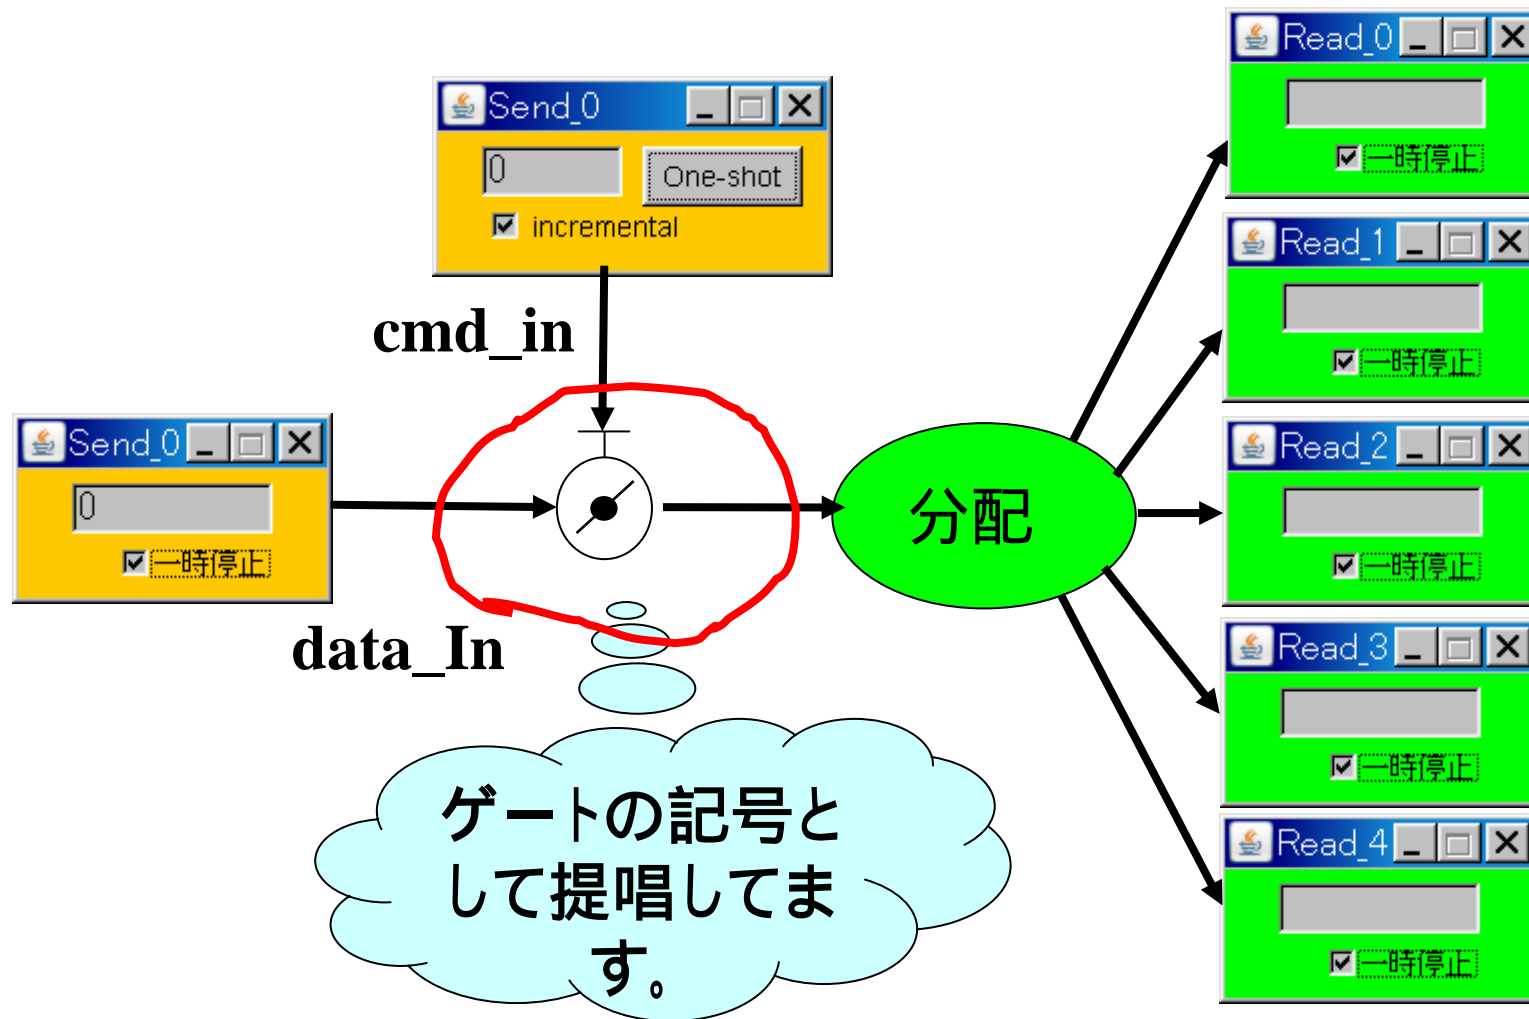 Send_0
0
One-shot
incremental
cmd_in
Send_0
0
一時停止
data_In
分配
ゲートの記号と
して提唱してま
す。
Read_0
一時停止
Read_1
一時停止
Read_2
一時停止
Read_3
一時停止
Read_4
一時停止